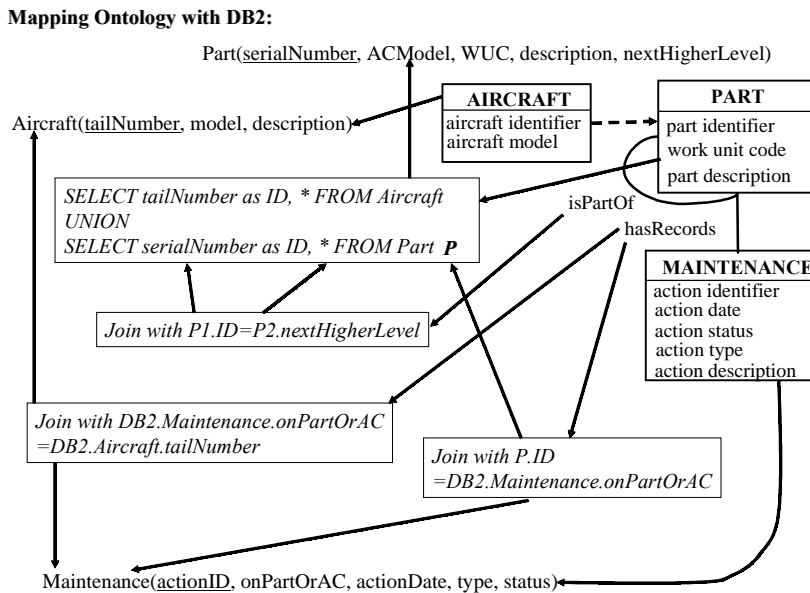 Mapping Ontology with DB2:
Part(serialNumber, ACModel, WUC, description, nextHigherLevel)
Aircraft(tailNumber, model, description)
AIRCRAFT
aircraft identifier
aircraft model
PART
part identifier
work unit code
part description
SELECT tailNumber as ID, * FROM Aircraft
UNION
SELECT serialNumber as ID, * FROM Part P
isPartOf
hasRecords
MAINTENANCE
action identifier
action date
action status
action type
action description
Join with P1.ID=P2.nextHigherLevel
Join with DB2.Maintenance.onPartOrAC
=DB2.Aircraft.tailNumber
Join with P.ID
=DB2.Maintenance.onPartOrAC
Maintenance(actionID, onPartOrAC, actionDate, type, status)